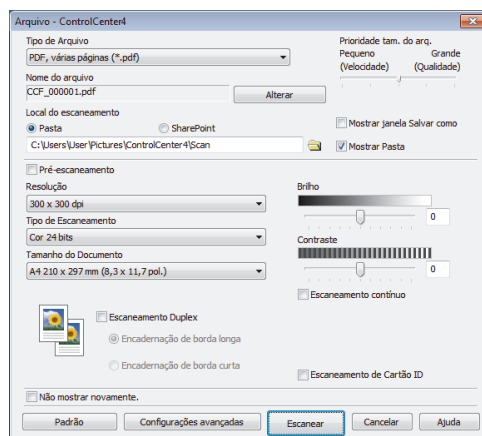 Arquivo - ControlCenter4
Tipo de Arquivo
PDF, várias páginas (*.pdf)
Prioridade tam. do arq.
Pequeno Grande
(Velocidade) (Qualidade)
Nome do arquivo
CCF_000001.pdf
Alterar
Local do escaneamento
Pasta SharePoint
Mostrar janela Salvar como
C:\Users\User\Pictures\ControlCenter4\Scan
Mostrar Pasta
Pré-escaneamento
Resolução
300 x 300 dpi
Tipo de Escaneamento
Cor 24 bits
Tamanho do Documento
A4 210 x 297 mm (8,3 x 11,7 pol.)
Brilho
0
Contraste
0
Escaneamento contínuo
Escaneamento Duplex
Encadernação de borda longa
Encadernação de borda curta
Escaneamento de Cartão ID
Não mostrar novamente.
Padrão Configurações avançadas Escanear Cancelar Ajuda